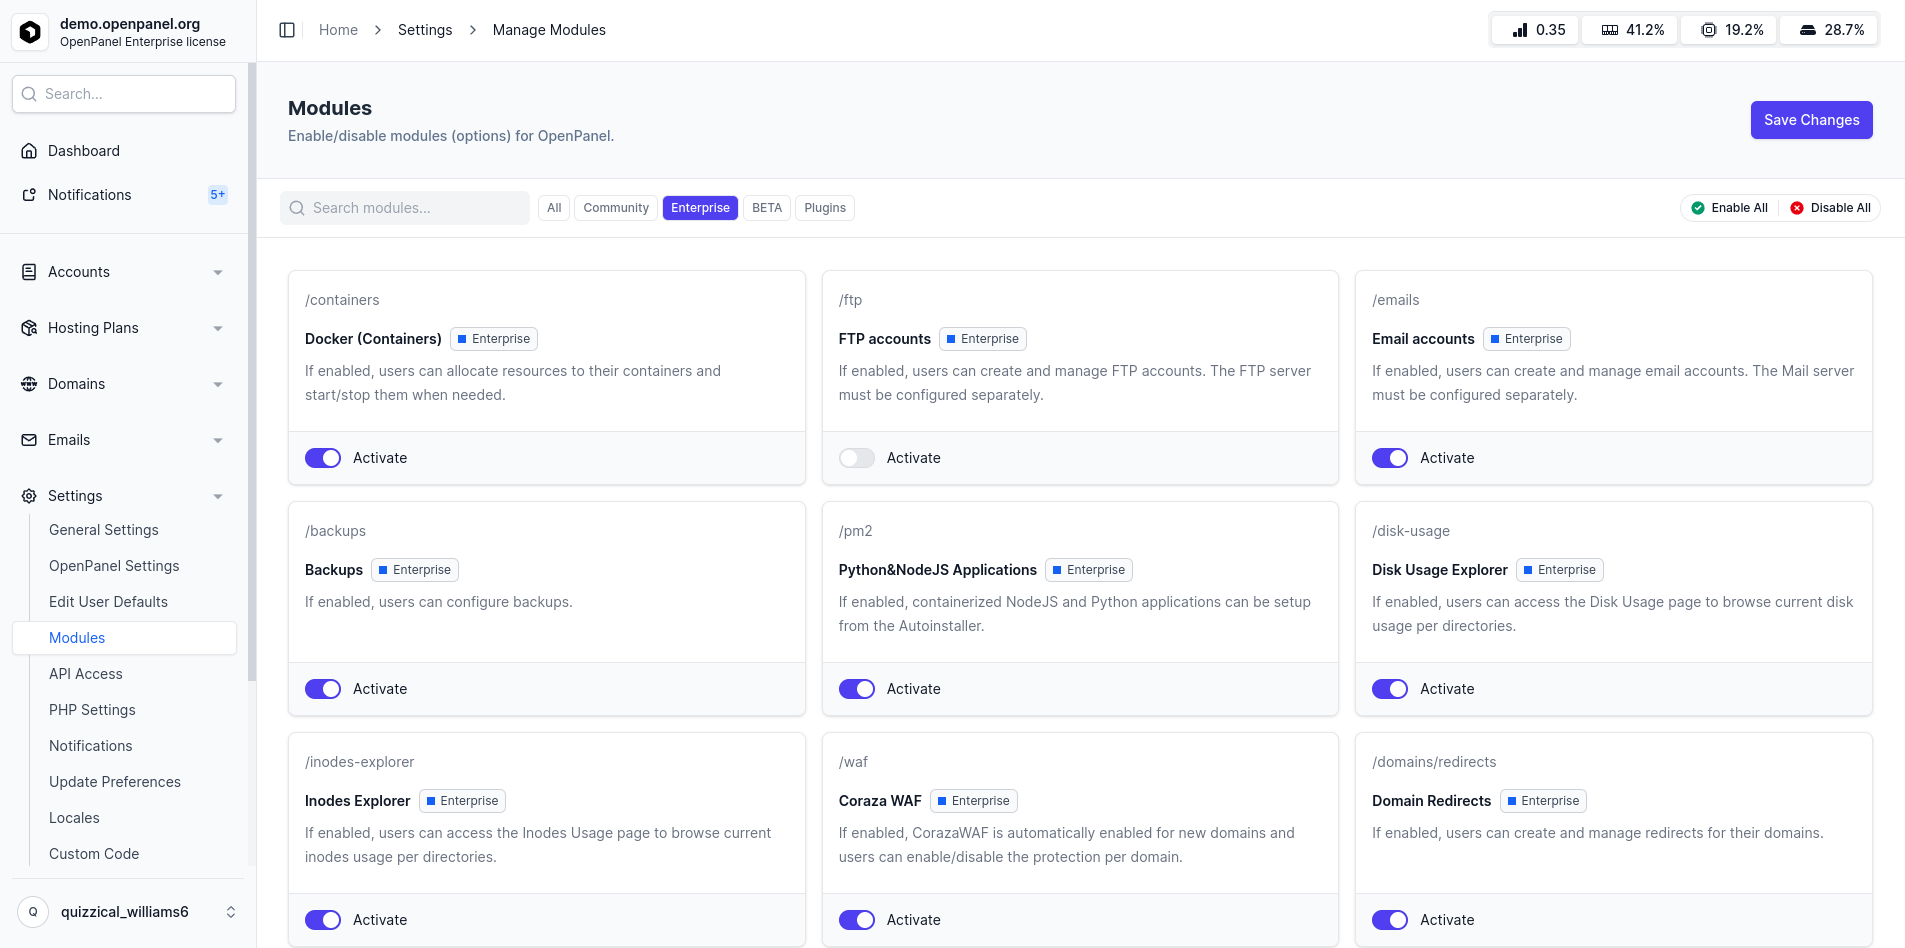 demo.openpanel.org
OpenPanel Enterprise license
Search...
Dashboard
Notifications 5+
Accounts
Hosting Plans
Domains
Emails
Settings
General Settings
OpenPanel Settings
Edit User Defaults
Modules
API Access
PHP Settings
Notifications
Update Preferences
Locales
Custom Code
Q quizzical_williams6
Home Settings Manage Modules
0.35 41.2% 19.2% 28.7%
Modules
Enable/disable modules (options) for OpenPanel.
Save Changes
Search modules... All Community Enterprise BETA Plugins Enable All Disable All
/containers
Docker (Containers) Enterprise
If enabled, users can allocate resources to their containers and
start/stop them when needed.
Activate
/ftp
FTP accounts Enterprise
If enabled, users can create and manage FTP accounts. The FTP server
must be configured separately.
Activate
/emails
Email accounts Enterprise
If enabled, users can create and manage email accounts. The Mail server
must be configured separately.
Activate
/backups
Backups Enterprise
If enabled, users can configure backups.
Activate
/pm2
Python&NodeJS Applications Enterprise
If enabled, containerized NodeJS and Python applications can be setup
from the Autoinstaller.
Activate
/disk-usage
Disk Usage Explorer Enterprise
If enabled, users can access the Disk Usage page to browse current disk
usage per directories.
Activate
/inodes-explorer
Inodes Explorer Enterprise
If enabled, users can access the Inodes Usage page to browse current
inodes usage per directories.
Activate
/waf
Coraza WAF Enterprise
If enabled, CorazaWAF is automatically enabled for new domains and
users can enable/disable the protection per domain.
Activate
/domains/redirects
Domain Redirects Enterprise
If enabled, users can create and manage redirects for their domains.
Activate